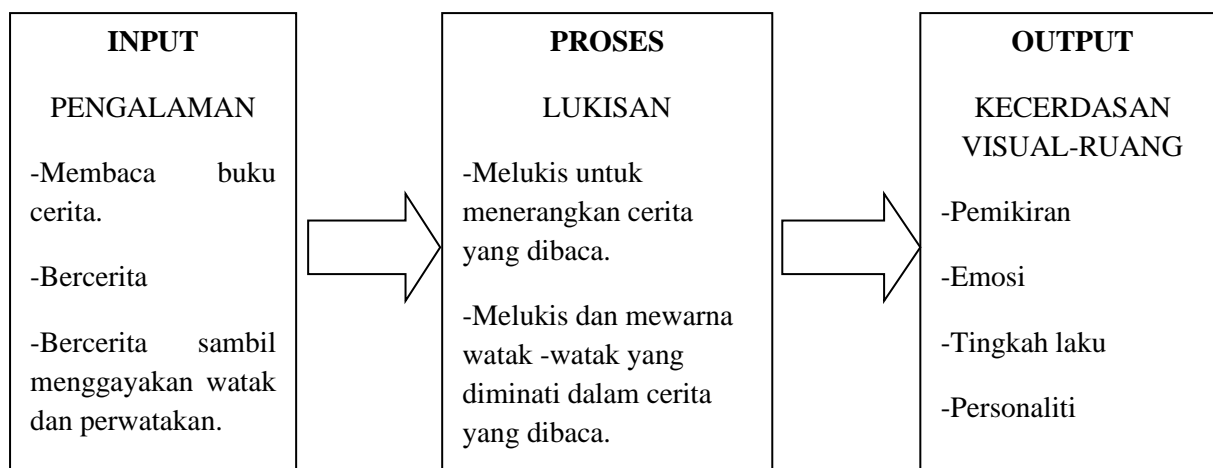 INPUT
PENGALAMAN
-Membaca buku
cerita.
-Bercerita
-Bercerita sambil
menggayakan watak
dan perwatakan.
PROSES
LUKISAN
-Melukis untuk
menerangkan cerita
yang dibaca.
-Melukis dan mewarna
watak -watak yang
diminati dalam cerita
yang dibaca.
OUTPUT
KECERDASAN
VISUAL-RUANG
-Pemikiran
-Emosi
-Tingkah laku
-Personaliti